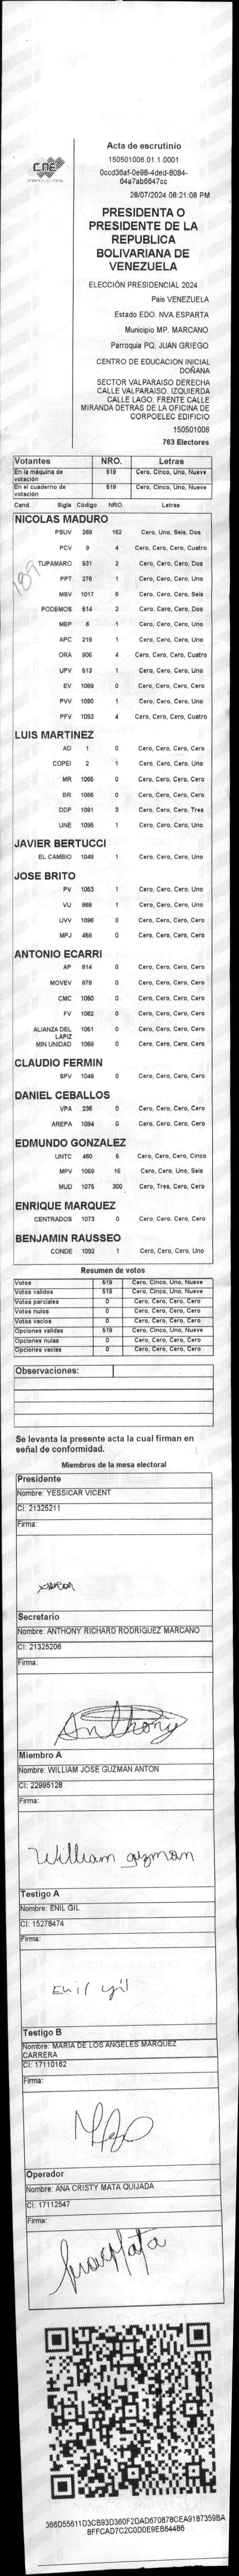 CNE
Acta de escrutinio
150501006.01.1.0001
0ccd36af-0e98-4ded-8084-
64a7ab6647cc
28/07/2024 08:21:08 PM
PRESIDENTA O
PRESIDENTE DE LA
REPUBLICA
BOLIVARIANA DE
VENEZUELA
ELECCIÓN PRESIDENCIAL 2024
País VENEZUELA
Estado EDO. NVA.ESPARTA
Municipio MP. MARCANO
Parroquia PQ. JUAN GRIEGO
CENTRO DE EDUCACION INICIAL
DOÑANA
SECTOR VALPARAISO DERECHA
CALLE VALPARAISO. IZQUIERDA
CALLE LAGO. FRENTE CALLE
MIRANDA DETRAS DE LA OFICINA DE
CORPOELEC EDIFICIO
150501006
763 Electores
Votantes NRO. Letras
En la máquina de votación 519 Cero, Cinco, Uno, Nueve
En el cuaderno de votación 519 Cero, Cinco, Uno, Nueve
Cand. Sigla Código NRO. Letras
NICOLAS MADURO
PSUV 269 162 Cero, Uno, Seis, Dos
PCV 9 4 Cero, Cero, Cero, Cuatro
189
TUPAMARO 931 2 Cero, Cero, Cero, Dos
PPT 276 1 Cero, Cero, Cero, Uno
MSV 1017 6 Cero, Cero, Cero, Seis
PODEMOS 514 2 Cero, Cero, Cero, Dos
MEP 6 1 Cero, Cero, Cero, Uno
APC 219 1 Cero, Cero, Cero, Uno
ORA 906 4 Cero, Cero, Cero, Cuatro
UPV 513 1 Cero, Cero, Cero, Uno
EV 1089 0 Cero, Cero, Cero, Cero
PVV 1090 1 Cero, Cero, Cero, Uno
PFV 1093 4 Cero, Cero, Cero, Cuatro
LUIS MARTINEZ
AD 1 0 Cero, Cero, Cero, Cero
COPEI 2 1 Cero, Cero, Cero, Uno
MR 1065 0 Cero, Cero, Cero, Cero
BR 1066 0 Cero, Cero, Cero, Cero
DDP 1091 3 Cero, Cero, Cero, Tres
UNE 1095 1 Cero, Cero, Cero, Uno
JAVIER BERTUCCI
EL CAMBIO 1048 1 Cero, Cero, Cero, Uno
JOSE BRITO
PV 1053 1 Cero, Cero, Cero, Uno
VU 868 1 Cero, Cero, Cero, Uno
UVV 1096 0 Cero, Cero, Cero, Cero
MPJ 458 0 Cero, Cero, Cero, Cero
ANTONIO ECARRI
AP 814 0 Cero, Cero, Cero, Cero
MOVEV 878 0 Cero, Cero, Cero, Cero
CMC 1050 0 Cero, Cero, Cero, Cero
FV 1062 0 Cero, Cero, Cero, Cero
ALIANZA DEL LAPIZ 1051 0 Cero, Cero, Cero, Cero
MIN UNIDAD 1068 0 Cero, Cero, Cero, Cero
CLAUDIO FERMIN
SPV 1049 0 Cero, Cero, Cero, Cero
DANIEL CEBALLOS
VPA 236 0 Cero, Cero, Cero, Cero
AREPA 1094 0 Cero, Cero, Cero, Cero
EDMUNDO GONZALEZ
UNTC 460 5 Cero, Cero, Cero, Cinco
MPV 1069 16 Cero, Cero, Uno, Seis
MUD 1075 300 Cero, Tres, Cero, Cero
ENRIQUE MARQUEZ
CENTRADOS 1073 0 Cero, Cero, Cero, Cero
BENJAMIN RAUSSEO
CONDE 1092 1 Cero, Cero, Cero, Uno
Resumen de votos
Votos 519 Cero, Cinco, Uno, Nueve
Votos validos 519 Cero, Cinco, Uno, Nueve
Votos parciales 0 Cero, Cero, Cero, Cero
Votos nulos 0 Cero, Cero, Cero, Cero
Votos vacios 0 Cero, Cero, Cero, Cero
Opciones validas 519 Cero, Cinco, Uno, Nueve
Opciones nulas 0 Cero, Cero, Cero, Cero
Opciones vacías 0 Cero, Cero, Cero, Cero
Observaciones:
Se levanta la presente acta la cual firman en
señal de conformidad.
Miembros de la mesa electoral
Presidente
Nombre: YESSICAR VICENT
CI: 21325211
Firma:
Secretario
Nombre: ANTHONY RICHARD RODRIGUEZ MARCANO
CI: 21325206
Firma:
Anthony
Miembro A
Nombre: WILLIAM JOSE GUZMAN ANTON
CI: 22995128
Firma:
William guzman
Testigo A
Nombre: ENIL GIL
CI: 15278474
Firma:
Enil gil
Testigo B
Nombre: MARIA DE LOS ANGELES MARQUEZ
CARRERA
CI: 17110162
Firma:
Operador
Nombre: ANA CRISTY MATA QUIJADA
CI: 17112547
Firma:
366D55611D3CB93D360F2DAD670878CEA9187359BA
8FFCAD7C2C0D0E9EB64486